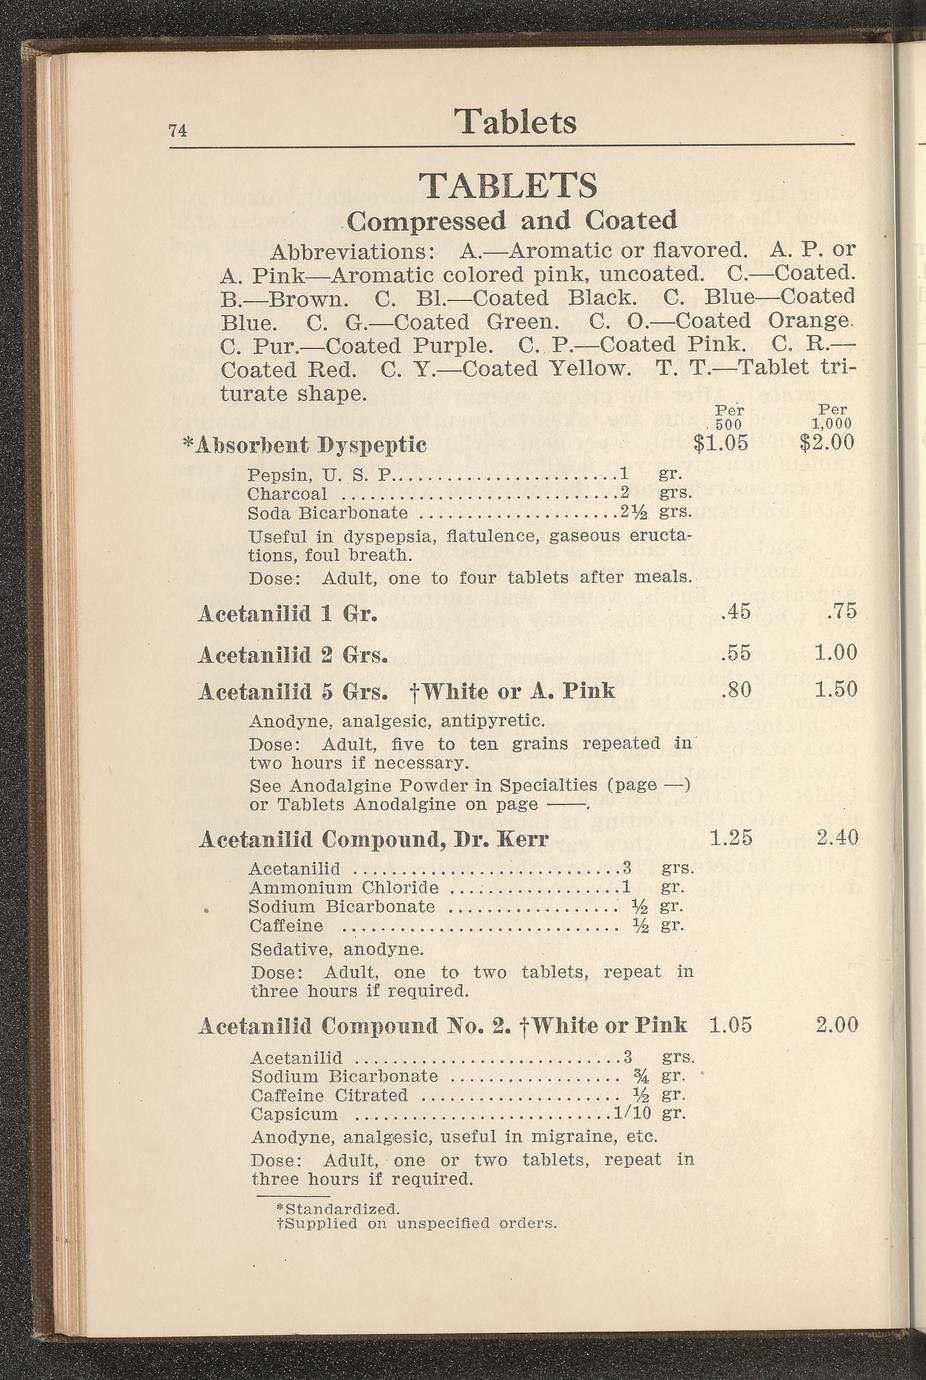 74
Tablets
TABLETS
Compressed and Coated
Abbreviations: A.—Aromatic or flavored. A. P. or
A. Pink—Aromatic colored pink, uncoated. C.—Coated.
B.—Brown. C. Bl.—Coated Black. C. Blue—Coated
Blue. C. G.—Coated Green. C. O.—Coated Orange.
C. Pur.—Coated Purple. C. P.—Coated Pink. C. R.—
Coated Red. C. Y.—Coated Yellow. T. T.—Tablet tri-
turate shape.
Per Per
500 1,000
*Absorbent Dyspeptic $1.05 $2.00
Pepsin, U. S. P.........................1 gr.
Charcoal ..............................2 grs.
Soda Bicarbonate ......................2½ grs.
Useful in dyspepsia, flatulence, gaseous eructa-
tions, foul breath.
Dose: Adult, one to four tablets after meals.
Acetanilid 1 Gr. .45 .75
Acetanilid 2 Grs. .55 1.00
Acetanilid 5 Grs. †White or A. Pink .80 1.50
Anodyne, analgesic, antipyretic.
Dose: Adult, five to ten grains repeated in
two hours if necessary.
See Anodalgine Powder in Specialties (page —)
or Tablets Anodalgine on page ——.
Acetanilid Compound, Dr. Kerr 1.25 2.40
Acetanilid .............................3 grs.
Ammonium Chloride ...................1 gr.
Sodium Bicarbonate .................. ½ gr.
Caffeine .............................. ½ gr.
Sedative, anodyne.
Dose: Adult, one to two tablets, repeat in
three hours if required.
Acetanilid Compound No. 2. †White or Pink 1.05 2.00
Acetanilid .............................3 grs.
Sodium Bicarbonate ................... ¾ gr.
Caffeine Citrated ..................... ½ gr.
Capsicum ............................1/10 gr.
Anodyne, analgesic, useful in migraine, etc.
Dose: Adult, one or two tablets, repeat in
three hours if required.
*Standardized.
†Supplied on unspecified orders.